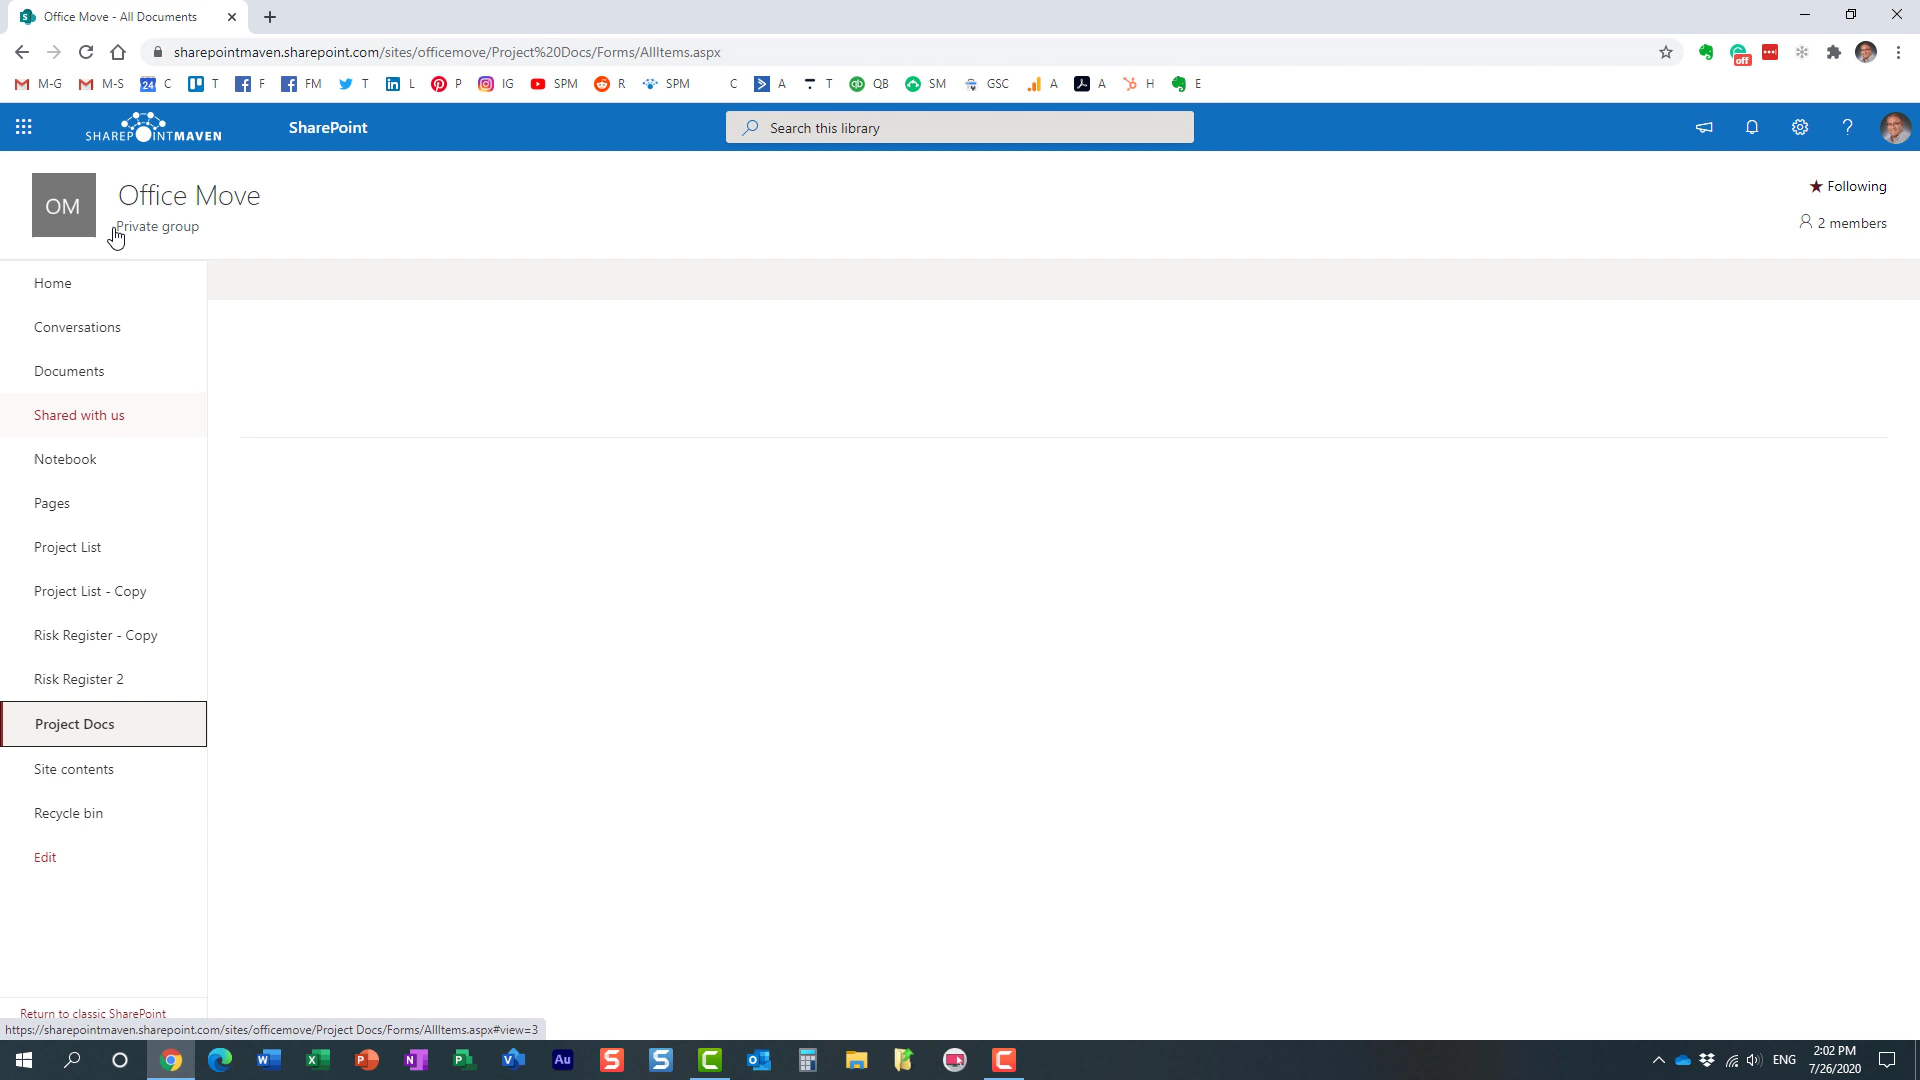 Office Move - All Documents
sharepointmaven.sharepoint.com/sites/officemove/Project%20Docs/Forms/AllItems.aspx
off
M-G M-S 24 C T F FM T L P IG SPM R SPM C A T QB SM GSC A A H E
SHAREPOINTMAVEN SharePoint Search this library
OM Office Move
Private group
Following
2 members
Home
Conversations
Documents
Shared with us
Notebook
Pages
Project List
Project List - Copy
Risk Register - Copy
Risk Register 2
Project Docs
Site contents
Recycle bin
Edit
Return to classic SharePoint
https://sharepointmaven.sharepoint.com/sites/officemove/Project Docs/Forms/AllItems.aspx#view=3
Au
ENG
2:02 PM
7/26/2020